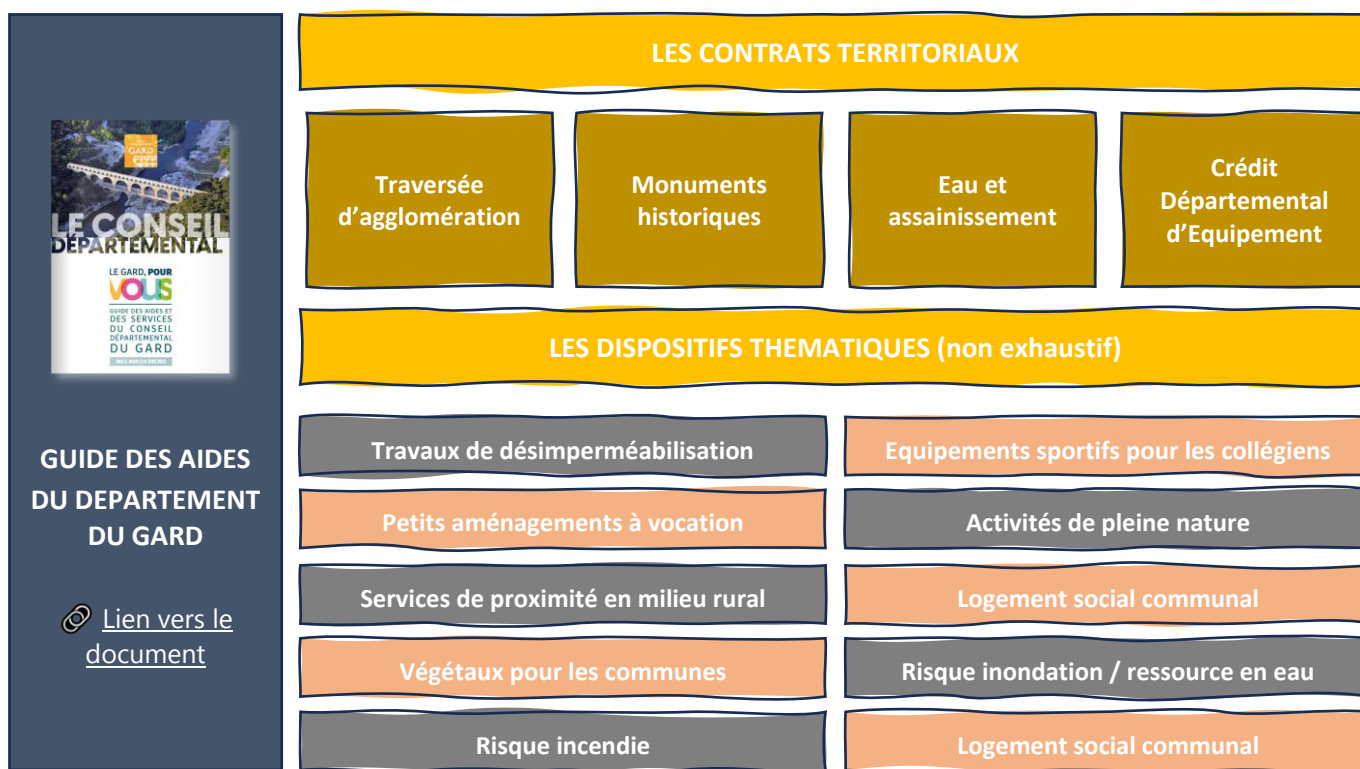 GARD
LE CONSEIL
DÉPARTEMENTAL
LE GARD, POUR
VOUS
GUIDE DES AIDES ET
DES SERVICES
DU CONSEIL
DÉPARTEMENTAL
DU GARD
GUIDE DES AIDES
DU DEPARTEMENT
DU GARD
Lien vers le
document
LES CONTRATS TERRITORIAUX
Traversée
d’agglomération
Monuments
historiques
Eau et
assainissement
Crédit
Départemental
d’Equipement
LES DISPOSITIFS THEMATIQUES (non exhaustif)
Travaux de désimperméabilisation
Equipements sportifs pour les collégiens
Petits aménagements à vocation
Activités de pleine nature
Services de proximité en milieu rural
Logement social communal
Végétaux pour les communes
Risque inondation / ressource en eau
Risque incendie
Logement social communal